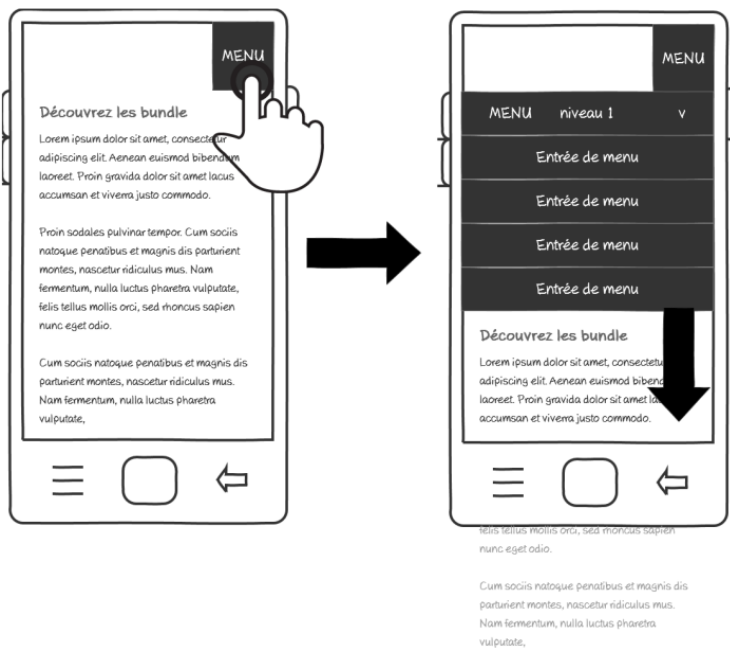 MENU
Découvrez les bundle
Lorem ipsum dolor sit amet, consectetur
adipiscing elit. Aenean euismod bibendum
laoreet. Proin gravida dolor sit amet lacus
accumsan et viverra justo commodo.
Proin sodales pulvinar tempor. Cum sociis
natoque penatibus et magnis dis parturient
montes, nascetur ridiculus mus. Nam
fermentum, nulla luctus pharetra vulputate,
felis tellus mollis orci, sed rhoncus sapien
nunc eget odio.
Cum sociis natoque penatibus et magnis dis
parturient montes, nascetur ridiculus mus.
Nam fermentum, nulla luctus pharetra
vulputate,
MENU
MENU niveau 1 v
Entrée de menu
Entrée de menu
Entrée de menu
Entrée de menu
Découvrez les bundle
Lorem ipsum dolor sit amet, consectetu
adipiscing elit. Aenean euismod bibend
laoreet. Proin gravida dolor sit amet la
accumsan et viverra justo commodo.
felis tellus mollis orci, sed rhoncus sapien
nunc eget odio.
Cum sociis natoque penatibus et magnis dis
parturient montes, nascetur ridiculus mus.
Nam fermentum, nulla luctus pharetra
vulputate,